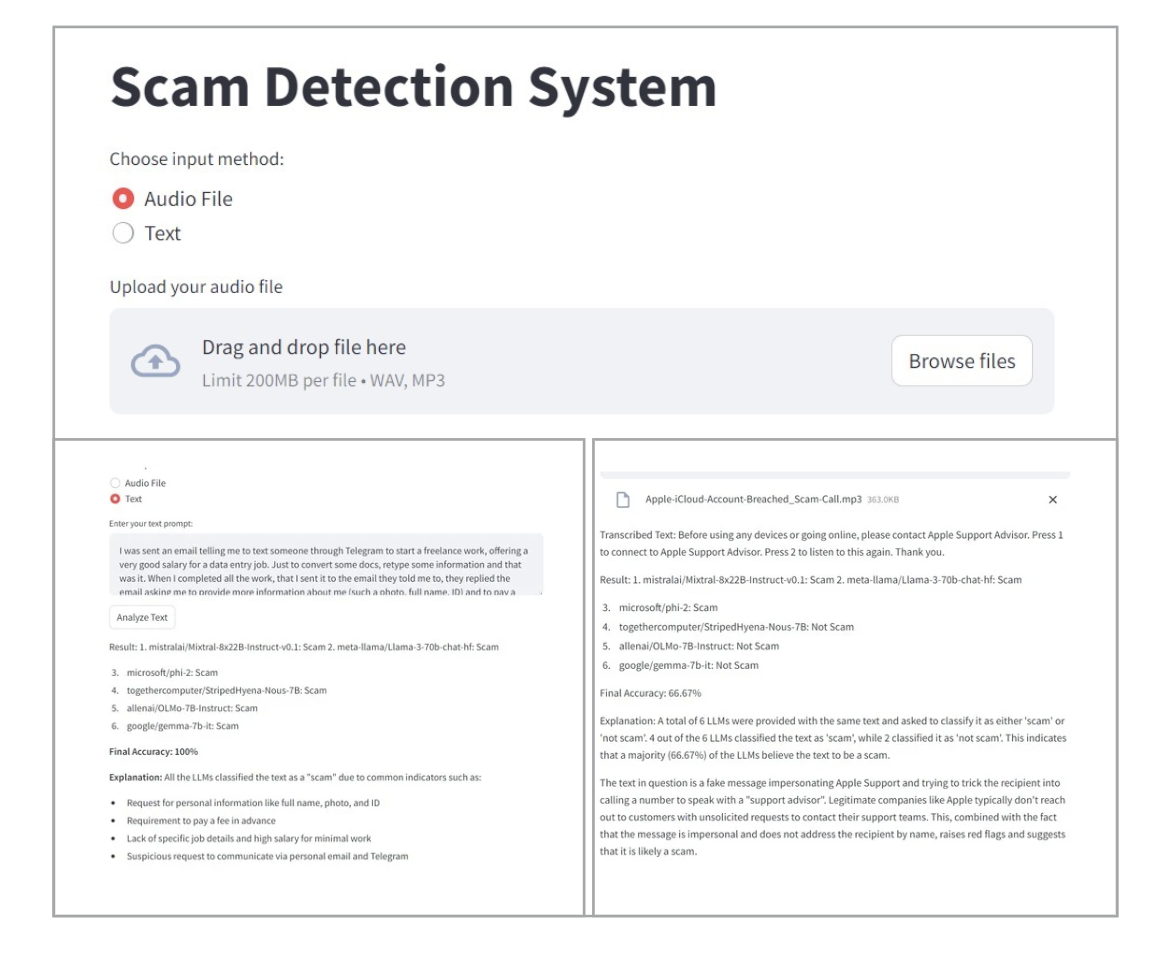 Scam Detection System
Choose input method:
Audio File
Text
Upload your audio file
Drag and drop file here
Limit 200MB per file • WAV, MP3
Browse files
Audio File
Text
Enter your text prompt:
I was sent an email telling me to text someone through Telegram to start a freelance work, offering a
very good salary for a data entry job. Just to convert some docs, retype some information and that
was it. When I completed all the work, that I sent it to the email they told me to, they replied the
email asking me to provide more information about me (such a photo, full name, ID) and to pay a
Analyze Text
Result: 1. mistralai/Mixtral-8x22B-Instruct-v0.1: Scam 2. meta-llama/Llama-3-70b-chat-hf: Scam
3. microsoft/phi-2: Scam
4. togethercomputer/StripedHyena-Nous-7B: Scam
5. allenai/OLMo-7B-Instruct: Scam
6. google/gemma-7b-it: Scam
Final Accuracy: 100%
Explanation: All the LLMs classified the text as a "scam" due to common indicators such as:
• Request for personal information like full name, photo, and ID
• Requirement to pay a fee in advance
• Lack of specific job details and high salary for minimal work
• Suspicious request to communicate via personal email and Telegram
Apple-iCloud-Account-Breached_Scam-Call.mp3 363.0KB
Transcribed Text: Before using any devices or going online, please contact Apple Support Advisor. Press 1
to connect to Apple Support Advisor. Press 2 to listen to this again. Thank you.
Result: 1. mistralai/Mixtral-8x22B-Instruct-v0.1: Scam 2. meta-llama/Llama-3-70b-chat-hf: Scam
3. microsoft/phi-2: Scam
4. togethercomputer/StripedHyena-Nous-7B: Not Scam
5. allenai/OLMo-7B-Instruct: Not Scam
6. google/gemma-7b-it: Not Scam
Final Accuracy: 66.67%
Explanation: A total of 6 LLMs were provided with the same text and asked to classify it as either 'scam' or
'not scam'. 4 out of the 6 LLMs classified the text as 'scam', while 2 classified it as 'not scam'. This indicates
that a majority (66.67%) of the LLMs believe the text to be a scam.
The text in question is a fake message impersonating Apple Support and trying to trick the recipient into
calling a number to speak with a "support advisor". Legitimate companies like Apple typically don't reach
out to customers with unsolicited requests to contact their support teams. This, combined with the fact
that the message is impersonal and does not address the recipient by name, raises red flags and suggests
that it is likely a scam.